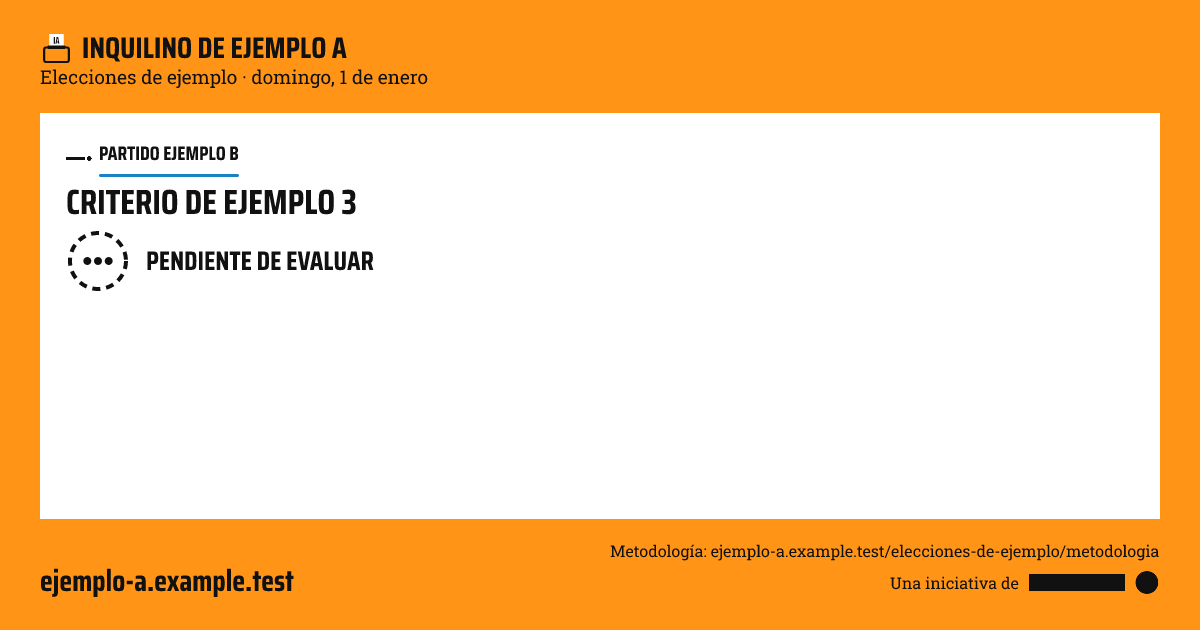 IA
INQUILINO DE EJEMPLO A
Elecciones de ejemplo · domingo, 1 de enero
PARTIDO EJEMPLO B
CRITERIO DE EJEMPLO 3
PENDIENTE DE EVALUAR
Metodología: ejemplo-a.example.test/elecciones-de-ejemplo/metodologia
ejemplo-a.example.test
Una iniciativa de